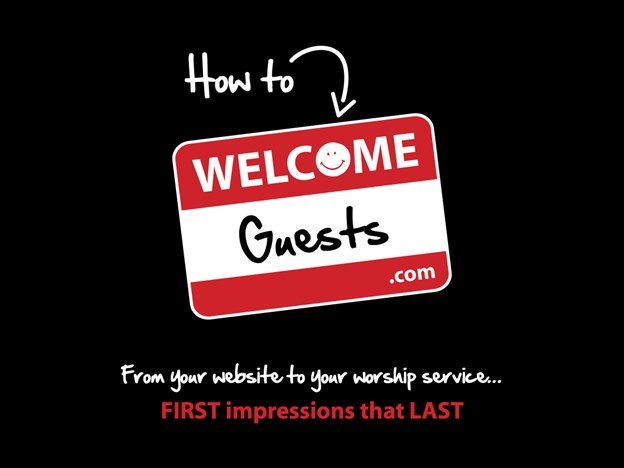 How to
WELCOME
Guests
.com
From your website to your worship service...
FIRST impressions that LAST